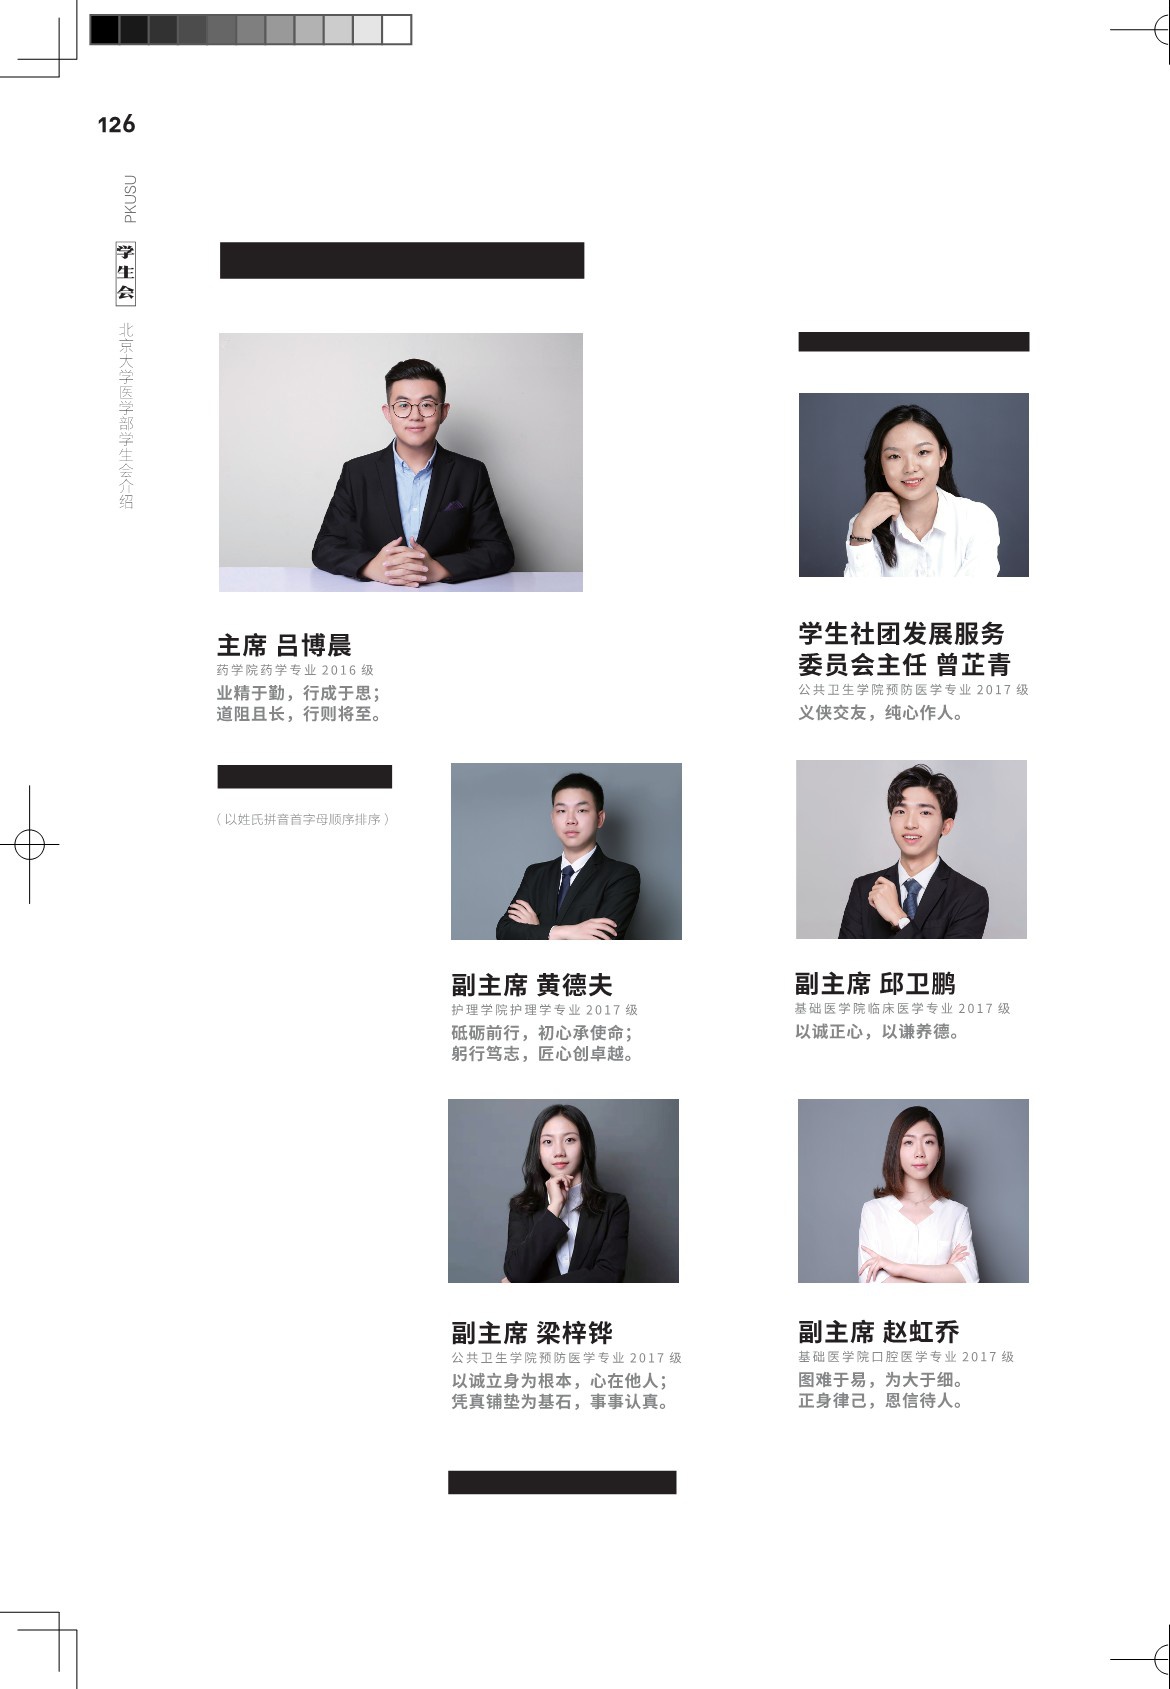 126
PKUSU
学生会
北京大学医学部学生会介绍
主席 吕博晨
药学院药学专业 2016 级
业精于勤，行成于思；
道阻且长，行则将至。
学生社团发展服务
委员会主任 曾芷青
公共卫生学院预防医学专业 2017 级
义侠交友，纯心作人。
（以姓氏拼音首字母顺序排序）
副主席 黄德夫
护理学院护理学专业 2017 级
砥砺前行，初心承使命；
躬行笃志，匠心创卓越。
副主席 邱卫鹏
基础医学院临床医学专业 2017 级
以诚正心，以谦养德。
副主席 梁梓铧
公共卫生学院预防医学专业 2017 级
以诚立身为根本，心在他人；
凭真铺垫为基石，事事认真。
副主席 赵虹乔
基础医学院口腔医学专业 2017 级
图难于易，为大于细。
正身律己，恩信待人。